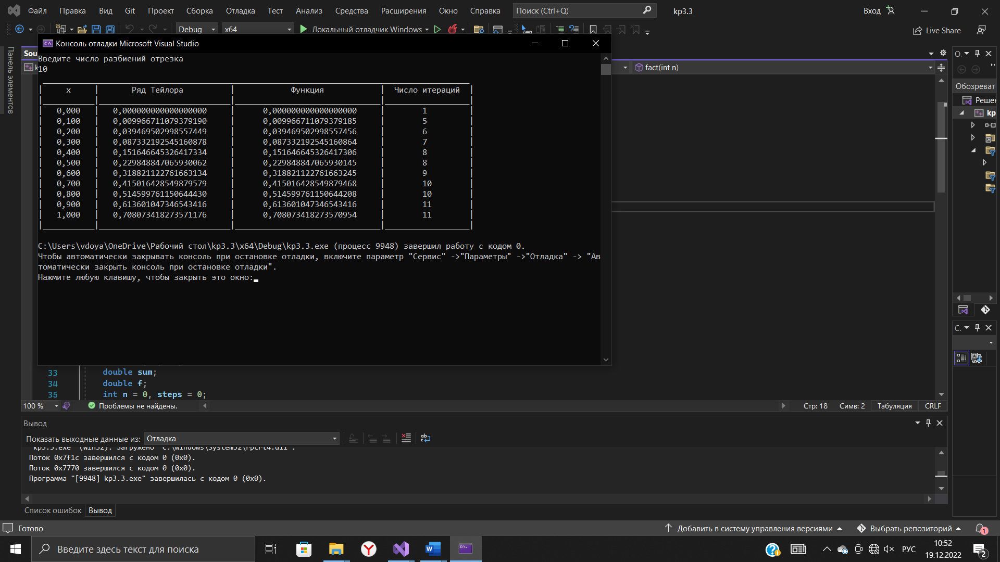 Файл Правка Вид Git Проект Сборка Отладка Тест Анализ Средства Расширения Окно Справка Поиск (Ctrl+Q) kp3.3 Вход
Debug x64 Локальный отладчик Windows Live Share
Консоль отладки Microsoft Visual Studio
Панель элементов
Sou
fact(int n)
Введите число разбиений отрезка
10
x Ряд Тейлора Функция Число итераций
0,000 0,000000000000000000 0,000000000000000000 1
0,100 0,009966711079379190 0,009966711079379185 5
0,200 0,039469502998557449 0,039469502998557456 6
0,300 0,087332192545160878 0,087332192545160864 7
0,400 0,151646645326417334 0,151646645326417306 8
0,500 0,229848847065930062 0,229848847065930145 8
0,600 0,318821122761663134 0,318821122761663245 9
0,700 0,415016428549879579 0,415016428549879468 10
0,800 0,514599761150644430 0,514599761150644208 10
0,900 0,613601047346543416 0,613601047346543416 11
1,000 0,708073418273571176 0,708073418273570954 11
C:\Users\vdoya\OneDrive\Рабочий стол\kp3.3\x64\Debug\kp3.3.exe (процесс 9948) завершил работу с кодом 0.
Чтобы автоматически закрывать консоль при остановке отладки, включите параметр "Сервис" ->"Параметры" ->"Отладка" -> "Ав
томатически закрыть консоль при остановке отладки".
Нажмите любую клавишу, чтобы закрыть это окно:
О.
Обозреват
Решен
kp
С.
33 double sum;
34 double f;
35 int n = 0, steps = 0;
100 % Проблемы не найдены. Стр: 18 Симв: 2 Табуляция CRLF
Вывод
Показать выходные данные из: Отладка
"kp3.3.exe" (Win32). Загружено "C:\Windows\System32\rpcrt4.dll".
Поток 0x7f1c завершился с кодом 0 (0x0).
Поток 0x7770 завершился с кодом 0 (0x0).
Программа "[9948] kp3.3.exe" завершилась с кодом 0 (0x0).
Список ошибок Вывод
Готово Добавить в систему управления версиями Выбрать репозиторий 1
Введите здесь текст для поиска РУС 10:52
19.12.2022 2